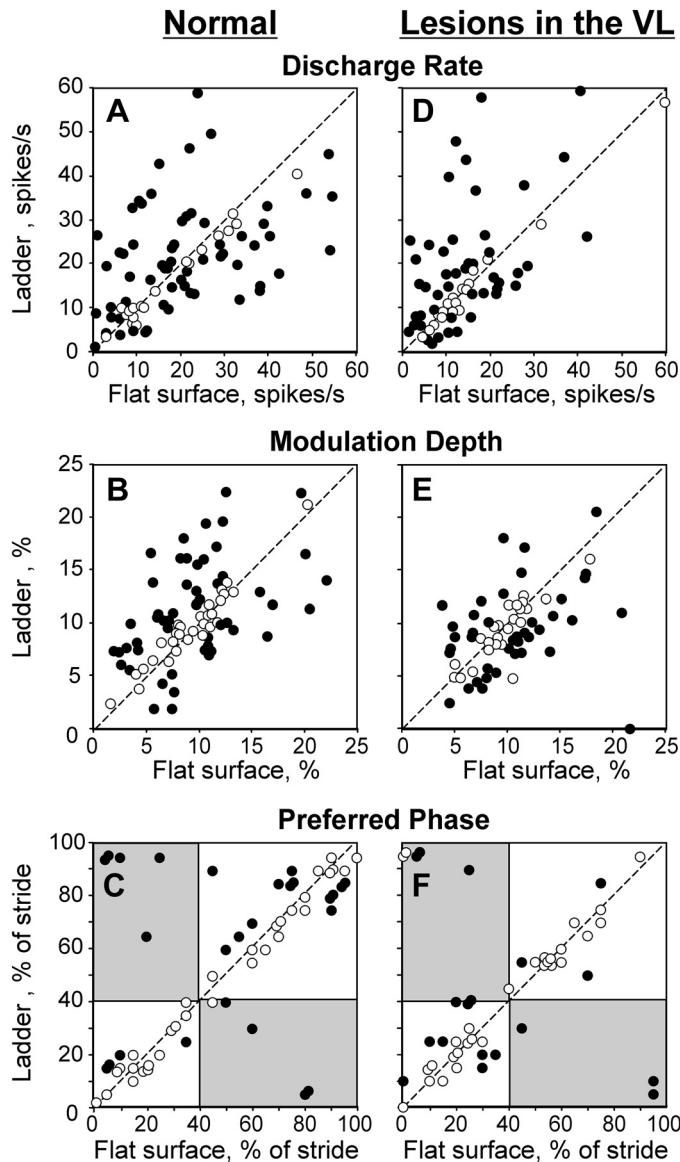 Normal Lesions in the VL
Discharge Rate
A
Ladder , spikes/s
60
50
40
30
20
10
0
0 10 20 30 40 50 60
Flat surface, spikes/s
D
0 10 20 30 40 50 60
Flat surface, spikes/s
Modulation Depth
B
Ladder , %
25
20
15
10
5
0
0 5 10 15 20 25
Flat surface, %
E
0 5 10 15 20 25
Flat surface, %
Preferred Phase
C
Ladder , % of stride
100
80
60
40
20
0
0 20 40 60 80 100
Flat surface, % of stride
F
0 20 40 60 80 100
Flat surface, % of stride